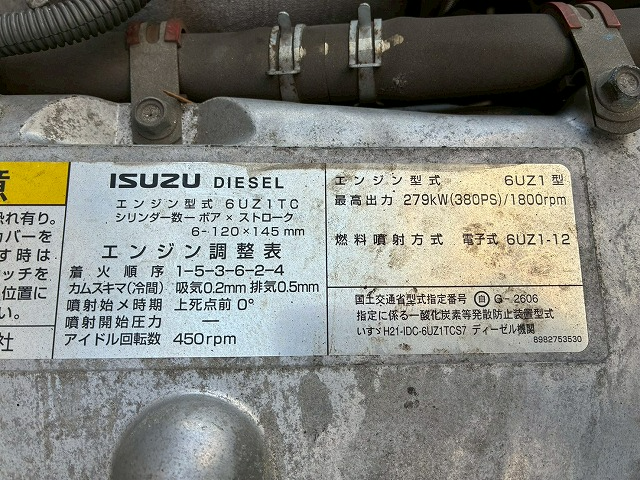 意
れ有り。
カバーを
す時は
ッチを
位置に
い。
社
ISUZU DIESEL
エンジン型式 6UZ1TC
シリンダー数－ボア×ストローク
6－120×145mm
エンジン調整表
着火順序 1-5-3-6-2-4
カムスキマ(冷間) 吸気0.2mm 排気0.5mm
噴射始メ時期 上死点前 0°
噴射開始圧力 －
アイドル回転数 450rpm
エンジン型式 6UZ1型
最高出力 279kW(380PS)/1800rpm
燃料噴射方式 電子式 6UZ1-12
国土交通省型式指定番号 自 G-2606
指定に係る一酸化炭素等発散防止装置型式
いすゞH21-IDC-6UZ1TCS7 ディーゼル機関
8982753530